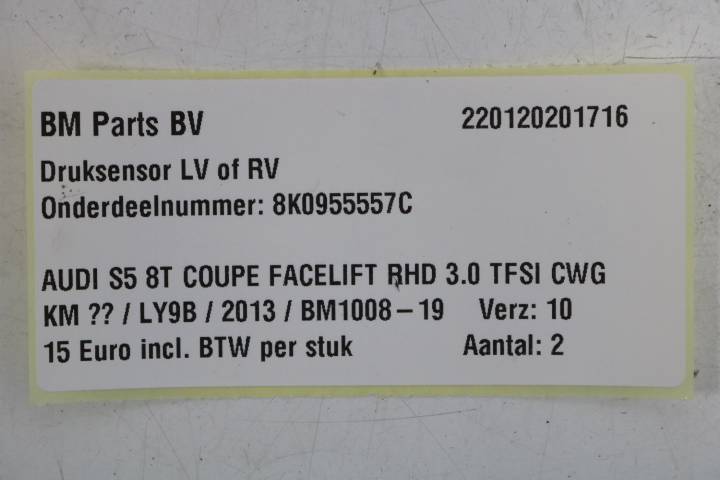 BM Parts BV 220120201716
Druksensor LV of RV
Onderdeelnummer: 8K0955557C
AUDI S5 8T COUPE FACELIFT RHD 3.0 TFSI CWG
KM ?? / LY9B / 2013 / BM1008-19 Verz: 10
15 Euro incl. BTW per stuk Aantal: 2